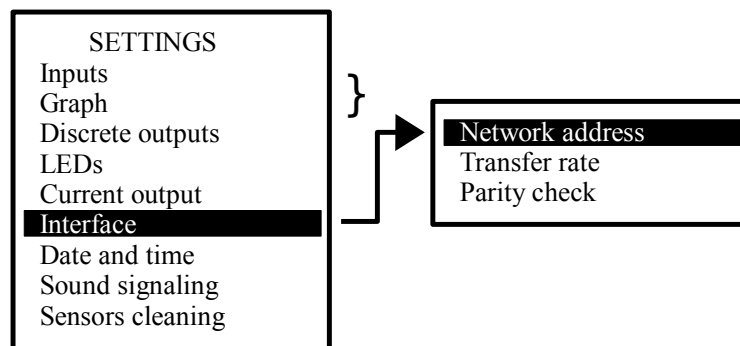 SETTINGS
Inputs
Graph
Discrete outputs
LEDs
Current output
Interface
Date and time
Sound signaling
Sensors cleaning
}
Network address
Transfer rate
Parity check